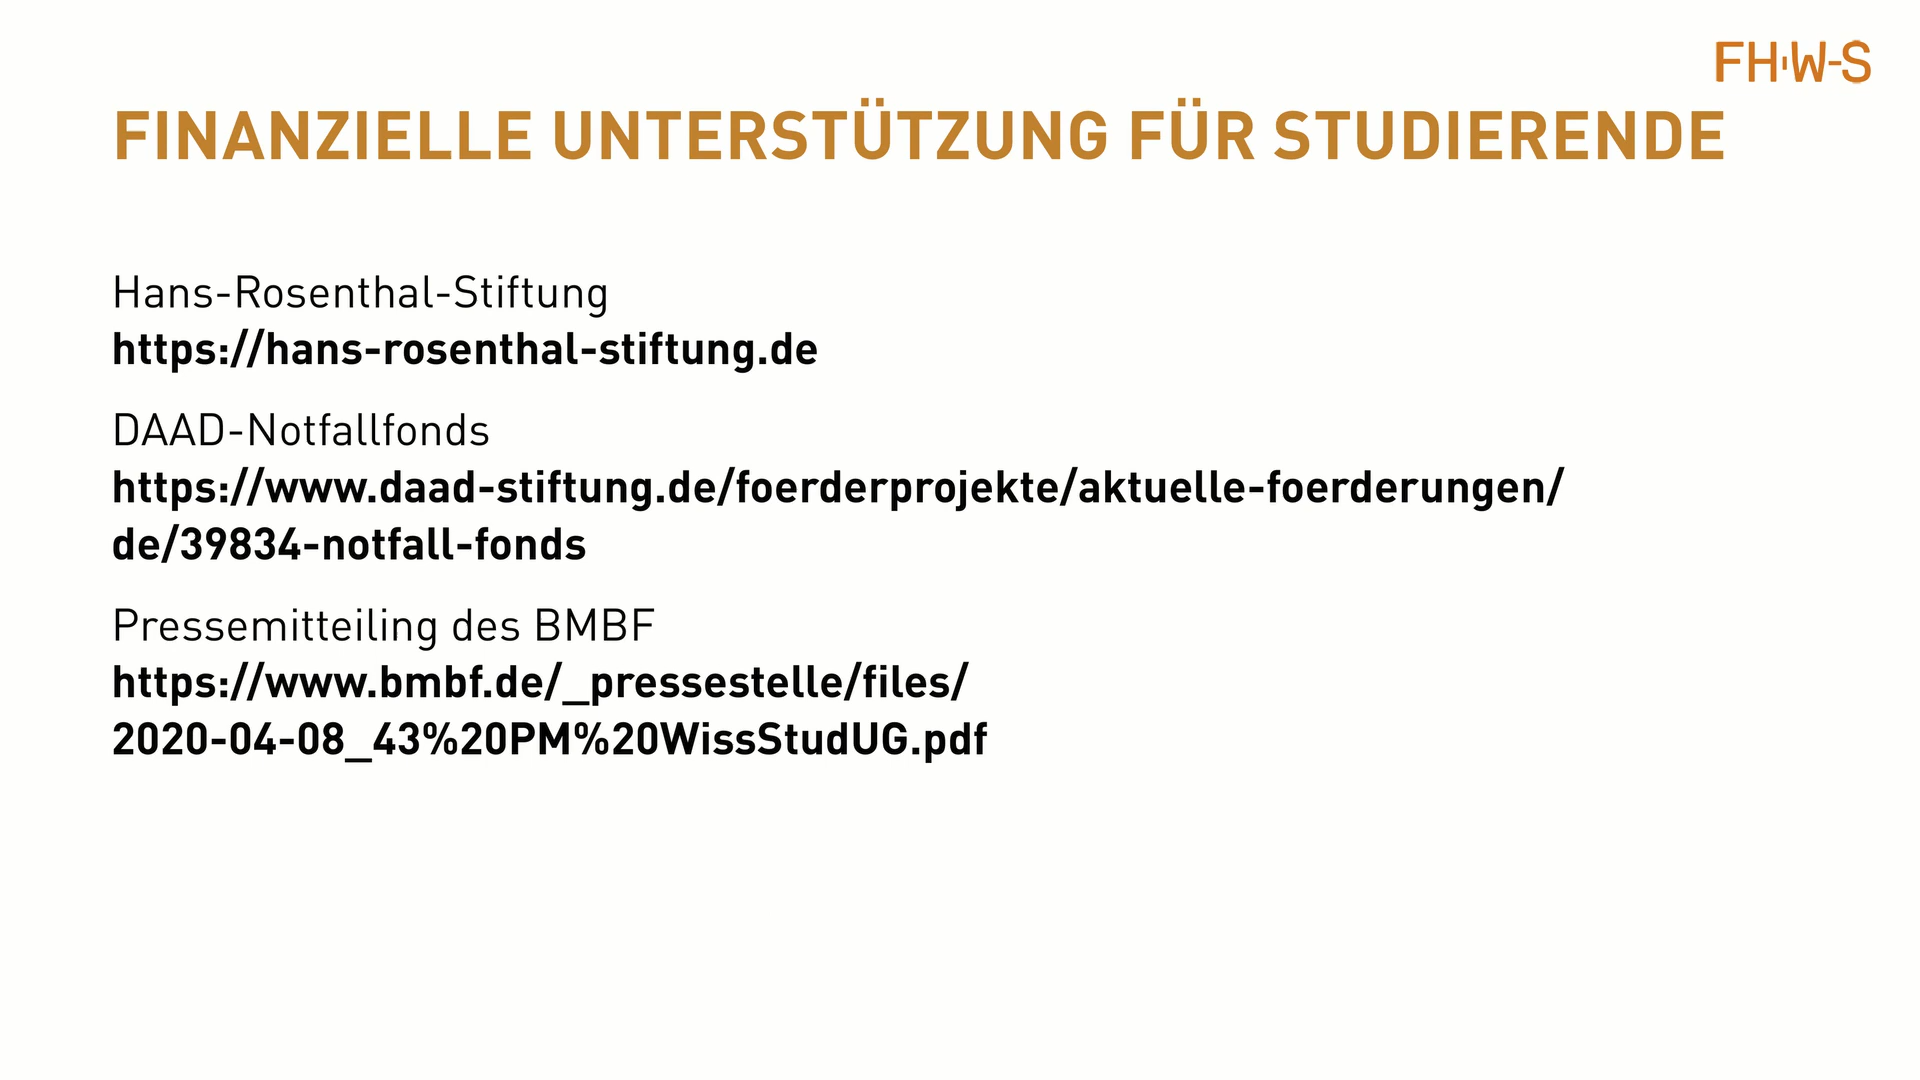 FH-W-S
FINANZIELLE UNTERSTÜTZUNG FÜR STUDIERENDE
Hans-Rosenthal-Stiftung
https://hans-rosenthal-stiftung.de
DAAD-Notfallfonds
https://www.daad-stiftung.de/foerderprojekte/aktuelle-foerderungen/
de/39834-notfall-fonds
Pressemitteiling des BMBF
https://www.bmbf.de/_pressestelle/files/
2020-04-08_43%20PM%20WissStudUG.pdf